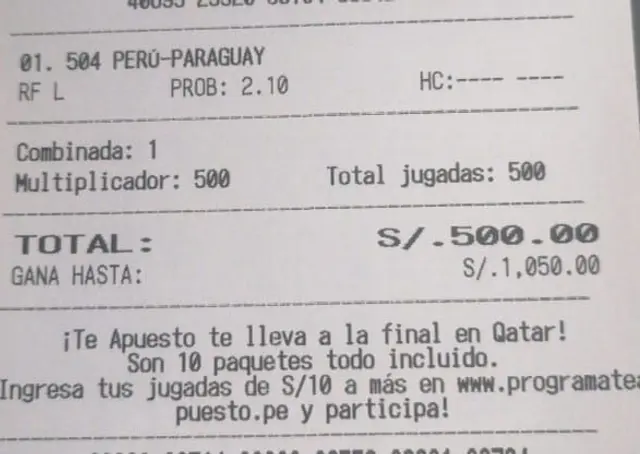 01. 504 PERÚ-PARAGUAY
RF L PROB: 2.10 HC:---- ----
Combinada: 1
Multiplicador: 500 Total jugadas: 500
TOTAL: S/.500.00
GANA HASTA: S/.1,050.00
¡Te Apuesto te lleva a la final en Qatar!
Son 10 paquetes todo incluido.
Ingresa tus jugadas de S/10 a más en www.programatea
puesto.pe y participa!